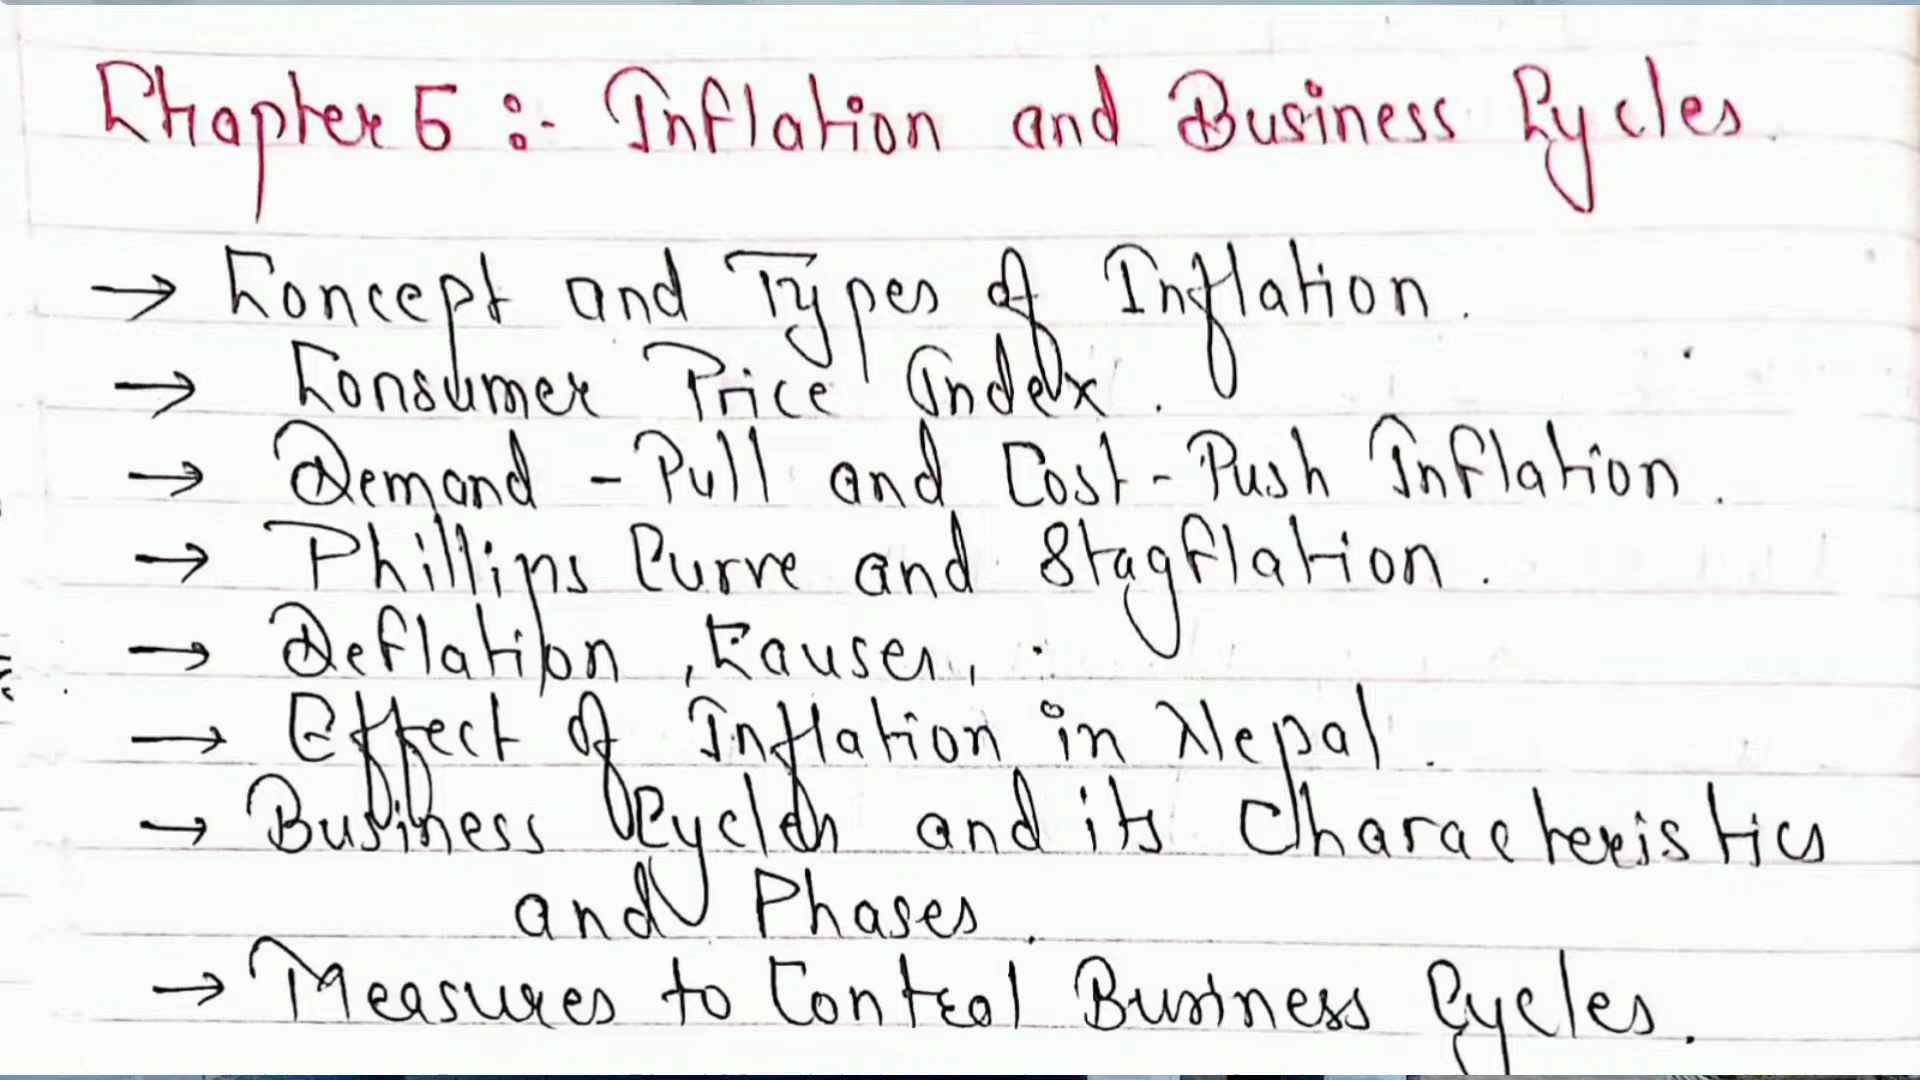 Chapter 5 :- Inflation and Business Cycles.
→ Concept and Types of Inflation.
→ Consumer Price Index.
→ Demand - Pull and Cost - Push Inflation.
→ Phillips Curve and Stagflation.
→ Deflation, Causes,
→ Effect of Inflation in Nepal.
→ Business Cycles and its Characteristics
and Phases.
→ Measures to Control Business Cycles.